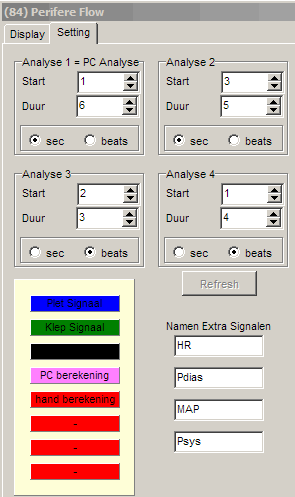 (84) Perifere Flow
Display Setting
Analyse 1 = PC Analyse
Start 1
Duur 6
sec beats
Analyse 2
Start 3
Duur 5
sec beats
Analyse 3
Start 2
Duur 3
sec beats
Analyse 4
Start 1
Duur 4
sec beats
Refresh
Signaal
Klep Signaal
PC berekening
hand berekening
-
-
-
Namen Extra Signalen
HR
Pdias
MAP
Psys